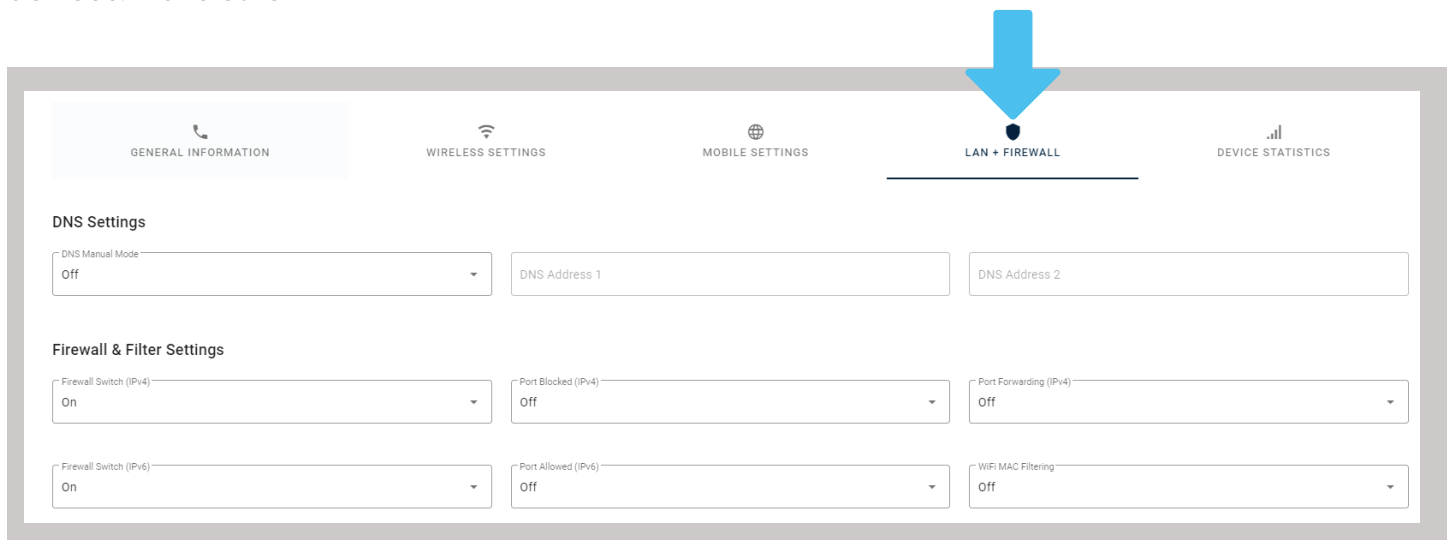 GENERAL INFORMATION WIRELESS SETTINGS MOBILE SETTINGS LAN + FIREWALL DEVICE STATISTICS
DNS Settings
DNS Manual Mode
Off DNS Address 1 DNS Address 2
Firewall & Filter Settings
Firewall Switch (IPv4) Port Blocked (IPv4) Port Forwarding (IPv4)
On Off Off
Firewall Switch (IPv6) Port Allowed (IPv6) WiFi MAC Filtering
On Off Off